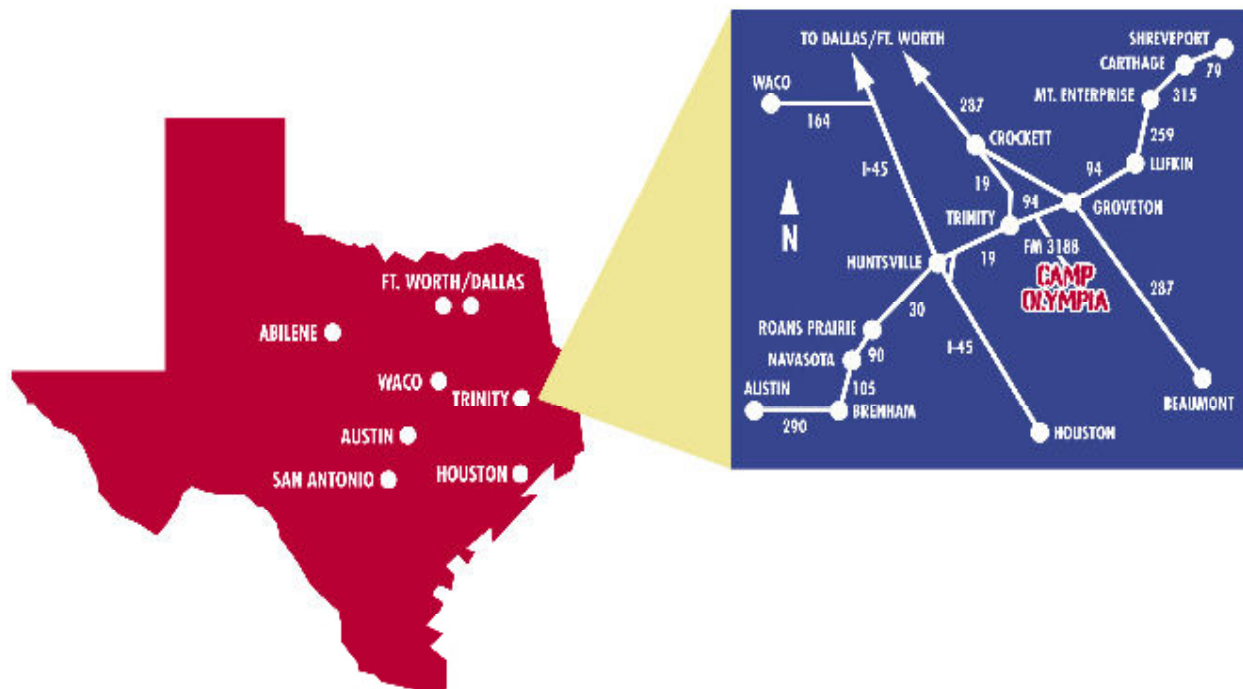 FT. WORTH/DALLAS
ABILENE
WACO
TRINITY
AUSTIN
SAN ANTONIO
HOUSTON
TO DALLAS/FT. WORTH
SHREVEPORT
CARTHAGE
79
WACO
MT. ENTERPRISE
315
164
287
CROCKETT
259
I-45
LUFKIN
19
94
94
GROVETON
N
TRINITY
FM 3188
HUNTSVILLE
19
CAMP
OLYMPIA
287
30
ROANS PRAIRIE
I-45
NAVASOTA
90
AUSTIN
105
BEAUMONT
BRENHAM
290
HOUSTON